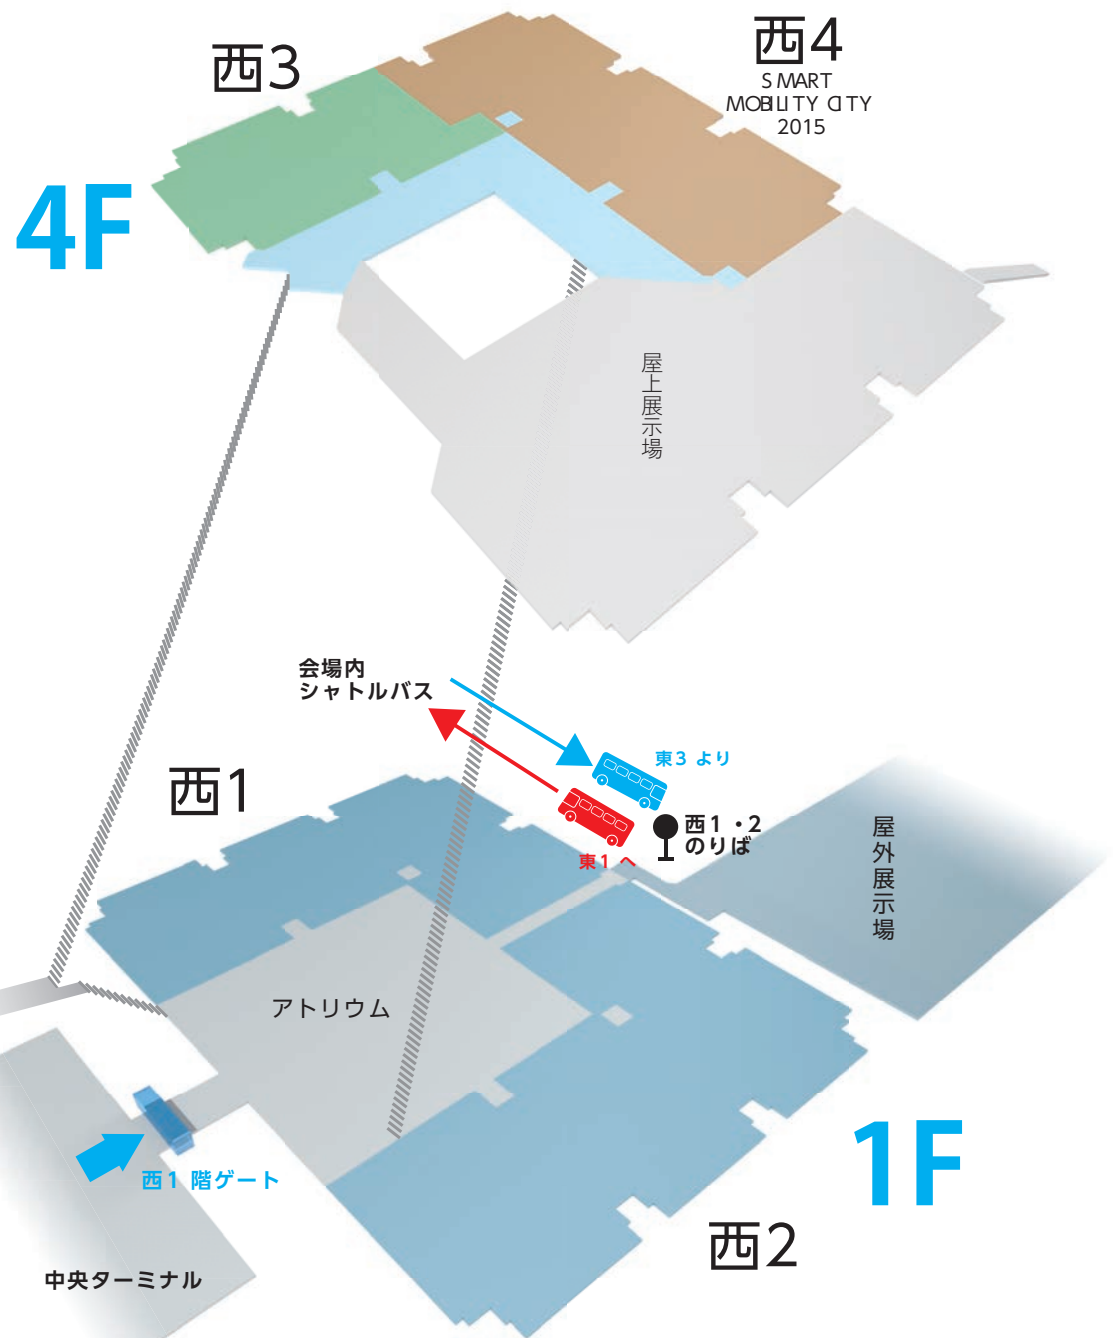 西3
西4
SMART
MOBILITY CITY
2015
4F
屋上展示場
会場内
シャトルバス
東3 より
西1
西1・2
のりば
東1 へ
屋外展示場
アトリウム
西1 階ゲート
1F
西2
中央ターミナル